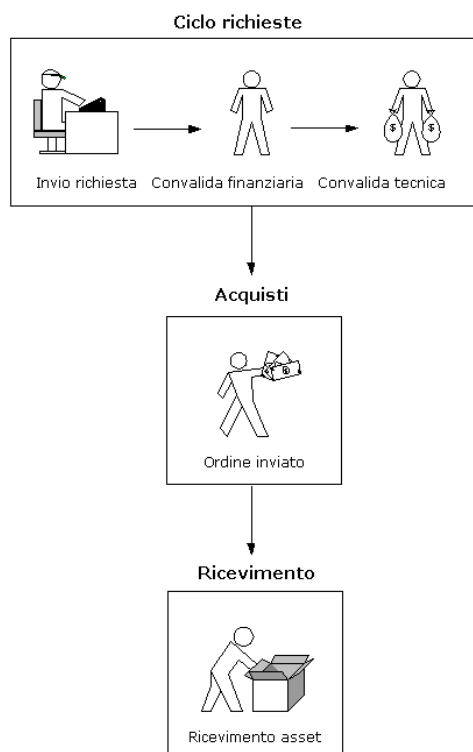 Ciclo richieste
$ $
Invio richiesta Convalida finanziaria Convalida tecnica
Acquisti
Ordine inviato
Ricevimento
Ricevimento asset